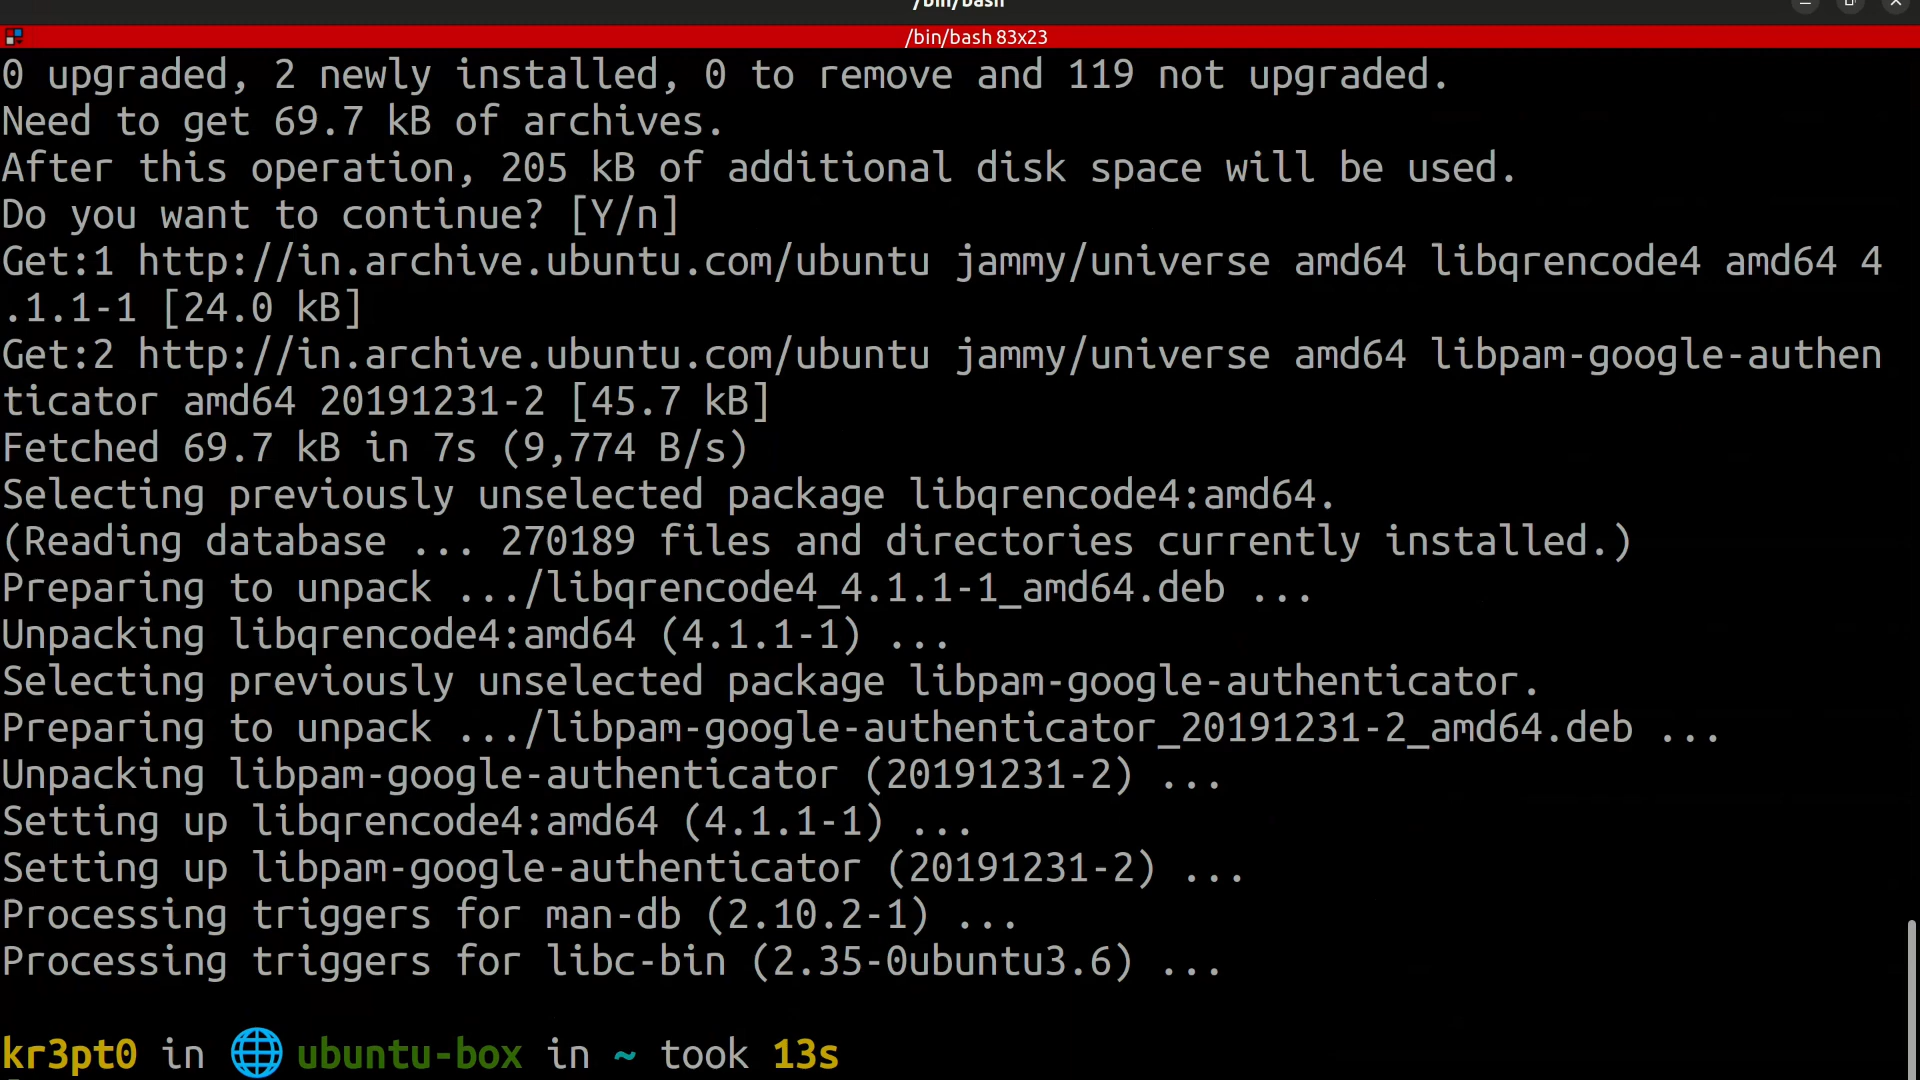 /bin/bash
/bin/bash 83x23
0 upgraded, 2 newly installed, 0 to remove and 119 not upgraded.
Need to get 69.7 kB of archives.
After this operation, 205 kB of additional disk space will be used.
Do you want to continue? [Y/n]
Get:1 http://in.archive.ubuntu.com/ubuntu jammy/universe amd64 libqrencode4 amd64 4
.1.1-1 [24.0 kB]
Get:2 http://in.archive.ubuntu.com/ubuntu jammy/universe amd64 libpam-google-authen
ticator amd64 20191231-2 [45.7 kB]
Fetched 69.7 kB in 7s (9,774 B/s)
Selecting previously unselected package libqrencode4:amd64.
(Reading database ... 270189 files and directories currently installed.)
Preparing to unpack .../libqrencode4_4.1.1-1_amd64.deb ...
Unpacking libqrencode4:amd64 (4.1.1-1) ...
Selecting previously unselected package libpam-google-authenticator.
Preparing to unpack .../libpam-google-authenticator_20191231-2_amd64.deb ...
Unpacking libpam-google-authenticator (20191231-2) ...
Setting up libqrencode4:amd64 (4.1.1-1) ...
Setting up libpam-google-authenticator (20191231-2) ...
Processing triggers for man-db (2.10.2-1) ...
Processing triggers for libc-bin (2.35-0ubuntu3.6) ...
kr3pt0 in 🌐 ubuntu-box in ~ took 13s